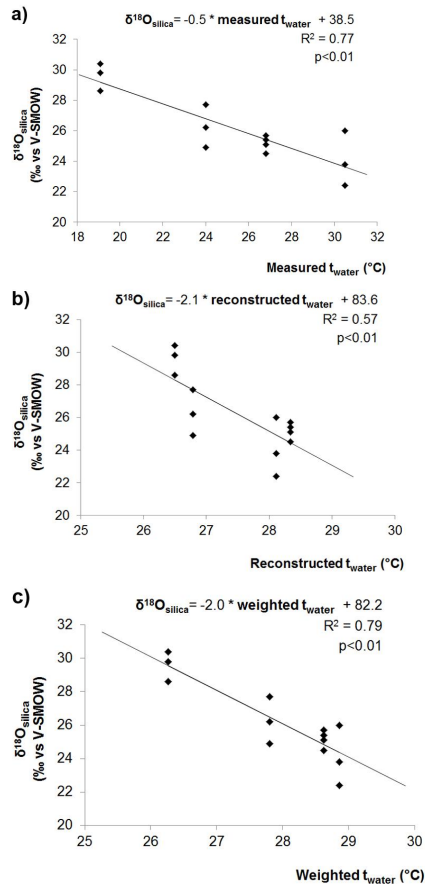 a)
δ¹⁸Osilica= -0.5 * measured twater + 38.5
R² = 0.77
p<0.01
32
30
28
26
24
22
20
δ¹⁸Osilica
(‰ vs V-SMOW)
18 20 22 24 26 28 30 32
Measured twater (°C)
b)
δ¹⁸Osilica= -2.1 * reconstructed twater + 83.6
R² = 0.57
p<0.01
32
30
28
26
24
22
20
δ¹⁸Osilica
(‰ vs V-SMOW)
25 26 27 28 29 30
Reconstructed twater (°C)
c)
δ¹⁸Osilica= -2.0 * weighted twater + 82.2
R² = 0.79
p<0.01
32
30
28
26
24
22
20
δ¹⁸Osilica
(‰ vs V-SMOW)
25 26 27 28 29 30
Weighted twater (°C)